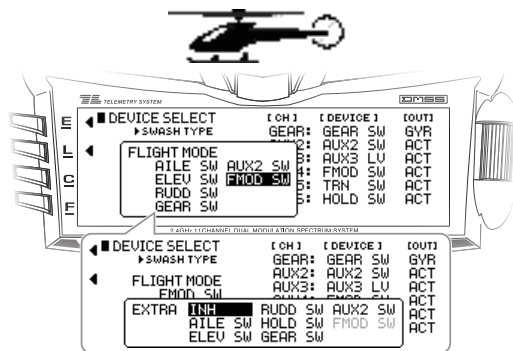 TELEMETRY SYSTEM
DMSS
E
L
C
F
DEVICE SELECT [CH] [DEVICE] [OUT]
▶SWASH TYPE GEAR: GEAR SW GYR
AUX2 SW ACT
FLIGHT MODE
AUX3 LV ACT
AILE SW AUX2 SW
FMOD SW ACT
ELEV SW FMOD SW
TRN SW ACT
RUDD SW
HOLD SW ACT
GEAR SW
2.4GHz 11CHANNEL DUAL MODULATION SPECTRUM SYSTEM
DEVICE SELECT [CH] [DEVICE] [OUT]
▶SWASH TYPE GEAR: GEAR SW GYR
AUX2: AUX2 SW ACT
FLIGHT MODE AUX3: AUX3 LV ACT
FMOD SW ACT
EXTRA INH RUDD SW AUX2 SW ACT
AILE SW HOLD SW FMOD SW ACT
ELEV SW GEAR SW